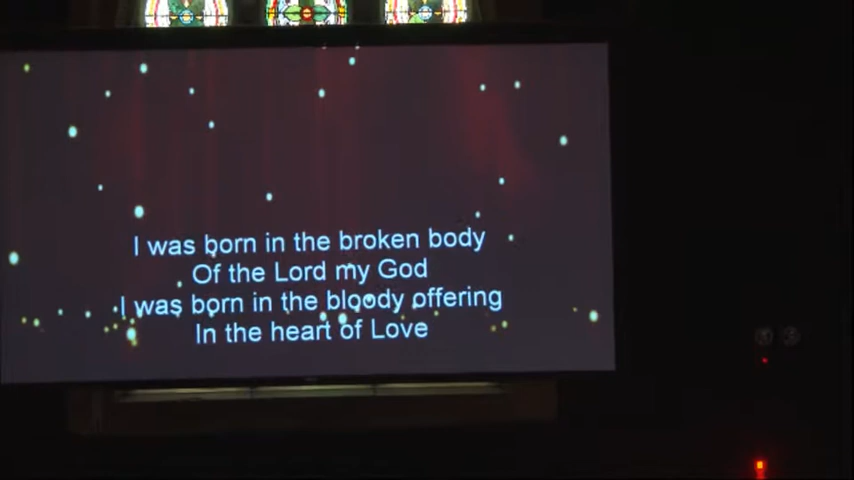 I was born in the broken body
Of the Lord my God
I was born in the bloody offering
In the heart of Love